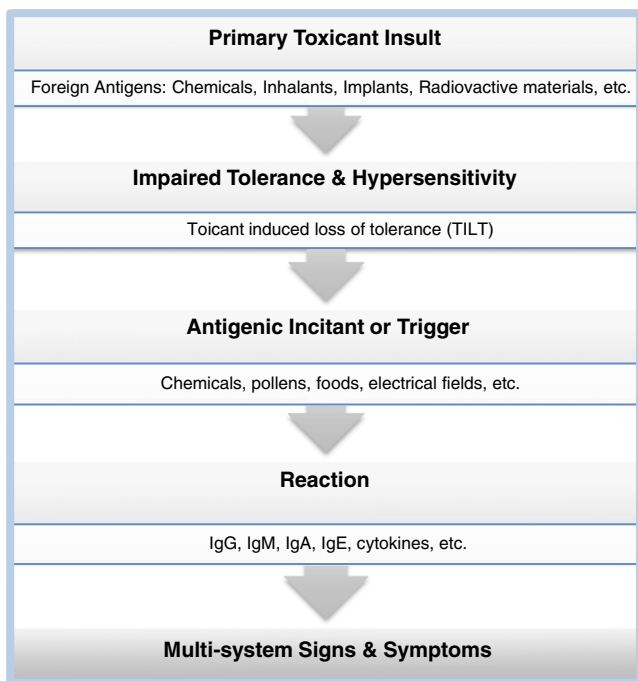 Primary Toxicant Insult
Foreign Antigens: Chemicals, Inhalants, Implants, Radiovactive materials, etc.
Impaired Tolerance & Hypersensitivity
Toicant induced loss of tolerance (TILT)
Antigenic Incitant or Trigger
Chemicals, pollens, foods, electrical fields, etc.
Reaction
IgG, IgM, IgA, IgE, cytokines, etc.
Multi-system Signs & Symptoms